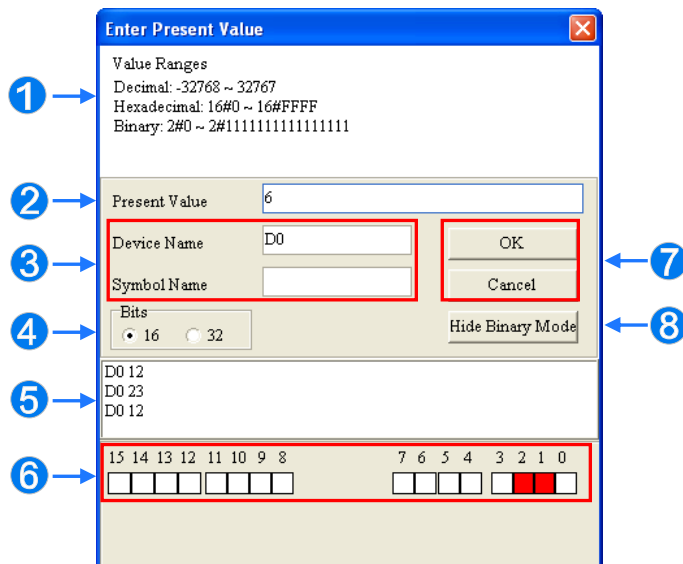 Enter Present Value
Value Ranges
1
Decimal: -32768 ~ 32767
Hexadecimal: 16#0 ~ 16#FFFF
Binary: 2#0 ~ 2#1111111111111111
2 Present Value 6
Device Name D0 OK 7
3
Symbol Name Cancel
Bits
4 16 32 Hide Binary Mode 8
D0 12
5 D0 23
D0 12
15 14 13 12 11 10 9 8 7 6 5 4 3 2 1 0
6